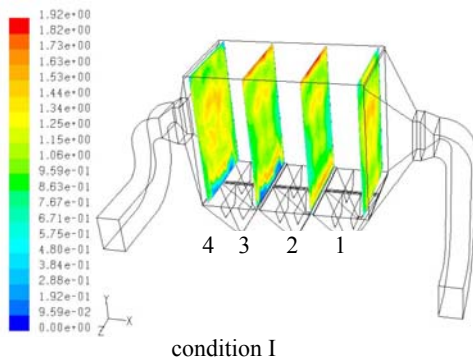 1.92e+00
1.82e+00
1.73e+00
1.63e+00
1.53e+00
1.44e+00
1.34e+00
1.25e+00
1.15e+00
1.06e+00
9.59e-01
8.63e-01
7.67e-01
6.71e-01
5.75e-01
4.80e-01
3.84e-01
2.88e-01
1.92e-01
9.59e-02
0.00e+00
4 3 2 1
Y
Z X
condition I